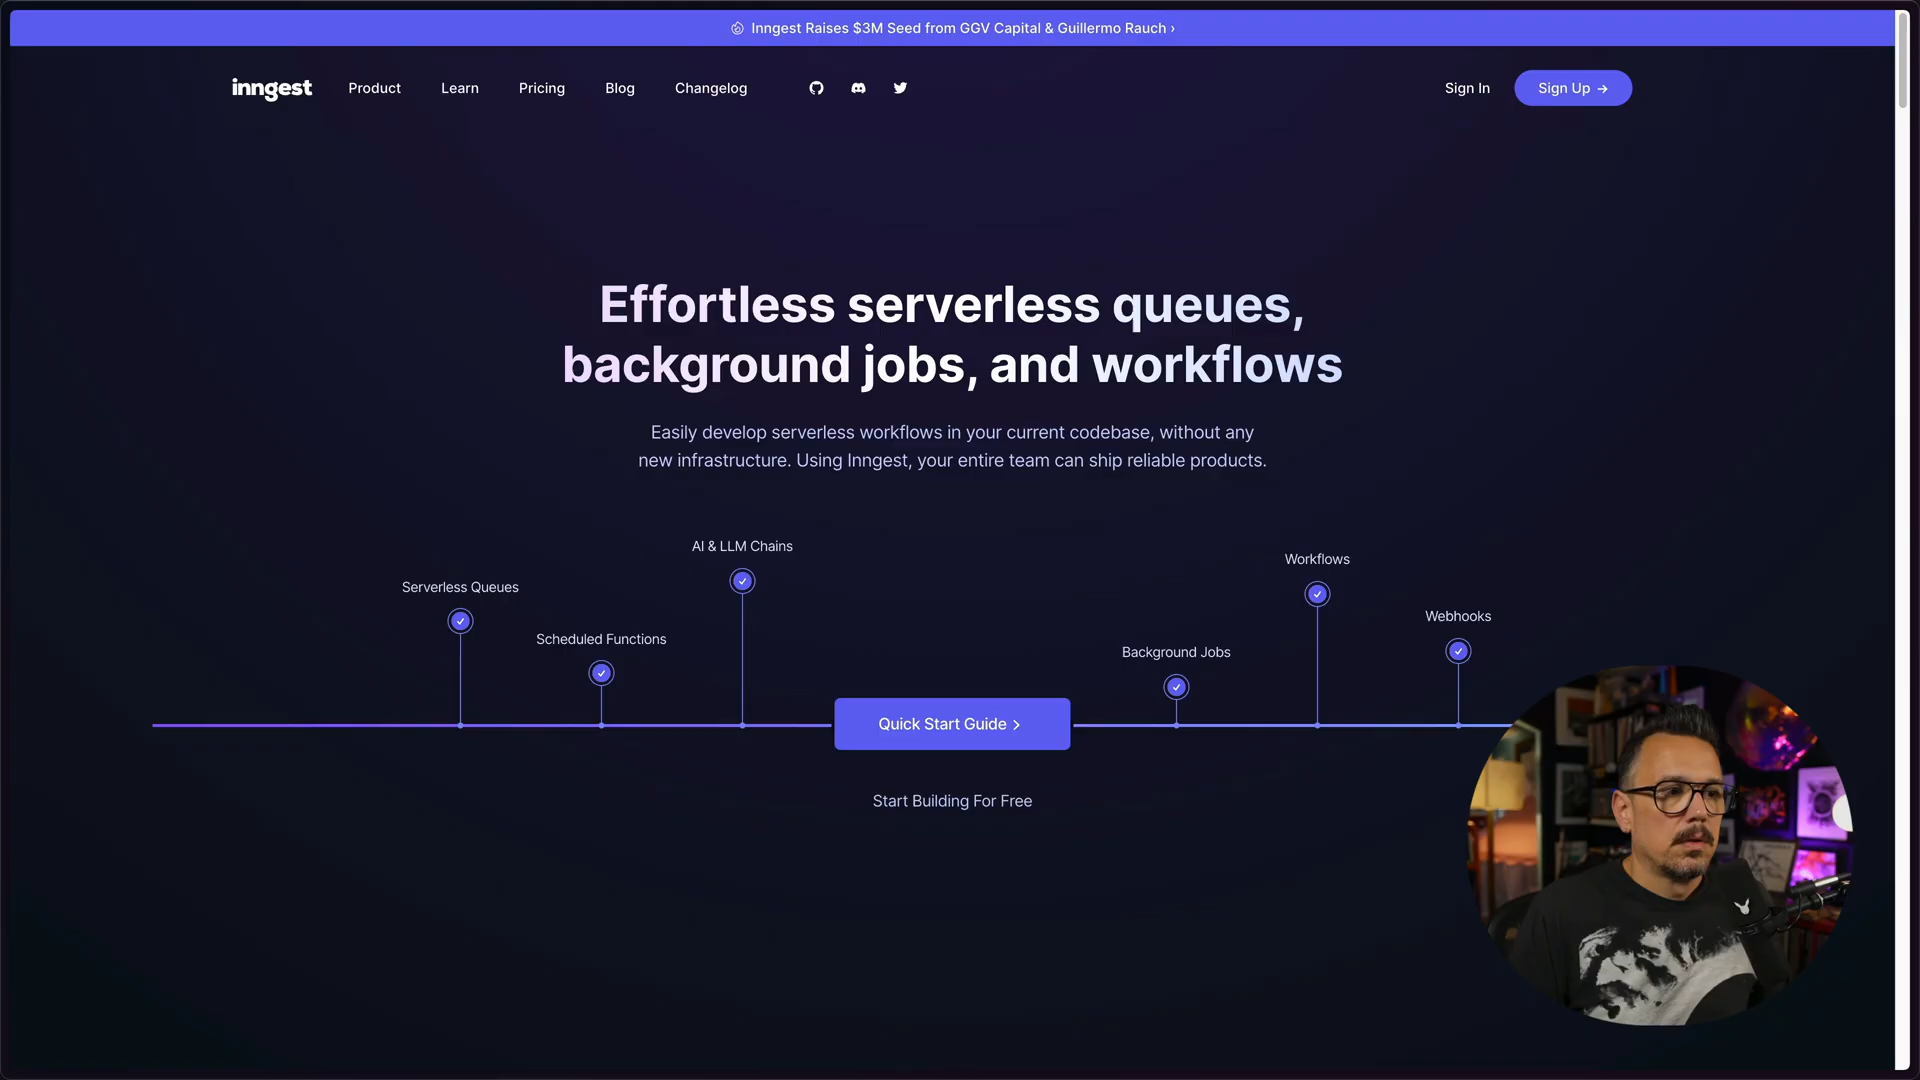 Inngest Raises $3M Seed from GGV Capital & Guillermo Rauch ›
inngest
Product
Learn
Pricing
Blog
Changelog
Sign In
Sign Up →
Effortless serverless queues,
background jobs, and workflows
Easily develop serverless workflows in your current codebase, without any
new infrastructure. Using Inngest, your entire team can ship reliable products.
AI & LLM Chains
Workflows
Serverless Queues
Webhooks
Scheduled Functions
Background Jobs
Quick Start Guide >
Start Building For Free